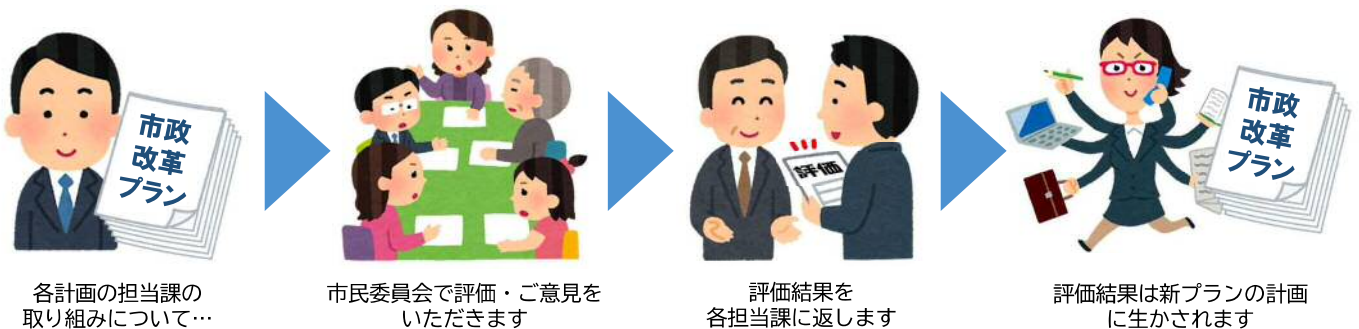 市政
改革
プラン
各計画の担当課の
取り組みについて…
市民委員会で評価・ご意見を
いただきます
評価
評価結果を
各担当課に返します
市政
改革
プラン
評価結果は新プランの計画
に生かされます